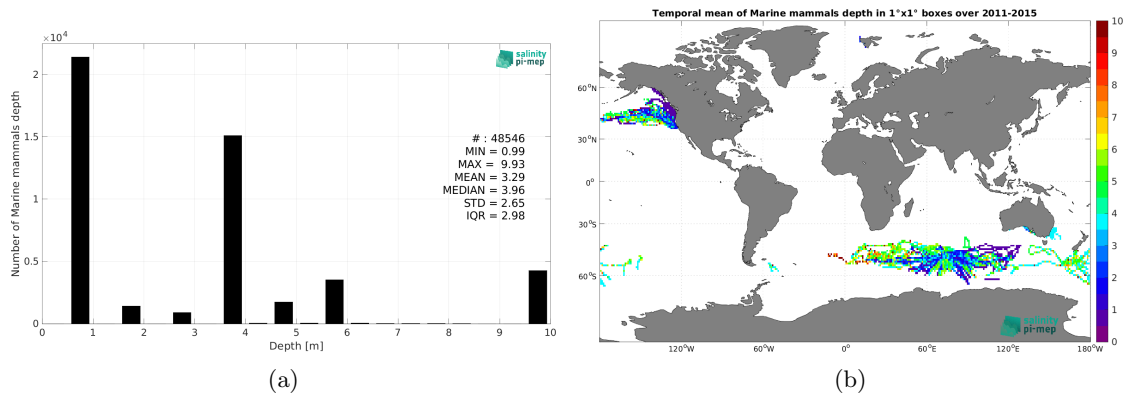 ×10⁴
2
1.5
1
0.5
0
0 1 2 3 4 5 6 7 8 9 10
Number of Marine mammals depth
Depth [m]
salinity
pi-mep
# : 48546
MIN = 0.99
MAX = 9.93
MEAN = 3.29
MEDIAN = 3.96
STD = 2.65
IQR = 2.98
(a)
Temporal mean of Marine mammals depth in 1°x1° boxes over 2011-2015
60°N
30°N
0°
30°S
60°S
120°W 60°W 0° 60°E 120°E 180°W
salinity
pi-mep
10
9
8
7
6
5
4
3
2
1
0
(b)